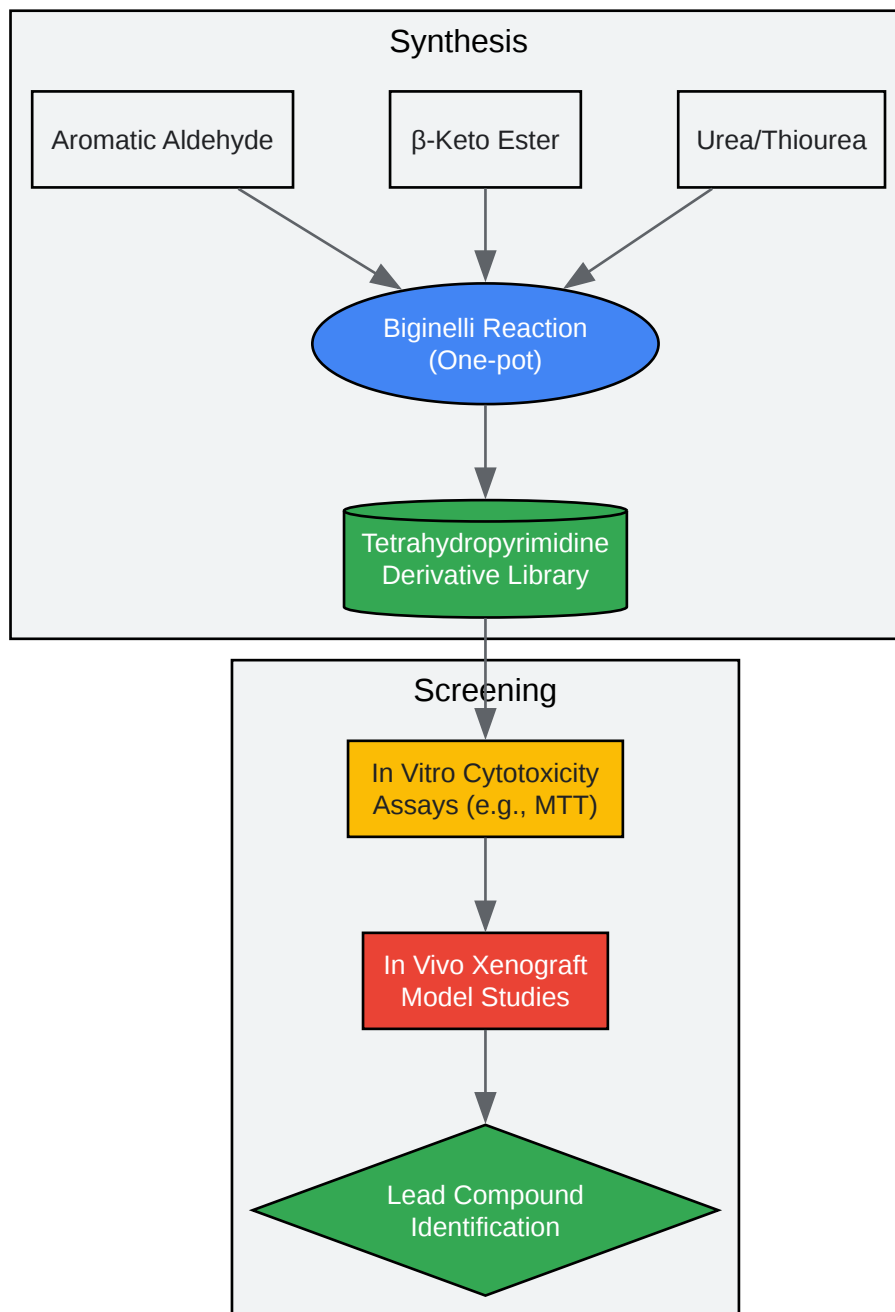 Synthesis
Aromatic Aldehyde
β-Keto Ester
Urea/Thiourea
Biginelli Reaction
(One-pot)
Tetrahydropyrimidine
Derivative Library
Screening
In Vitro Cytotoxicity
Assays (e.g., MTT)
In Vivo Xenograft
Model Studies
Lead Compound
Identification